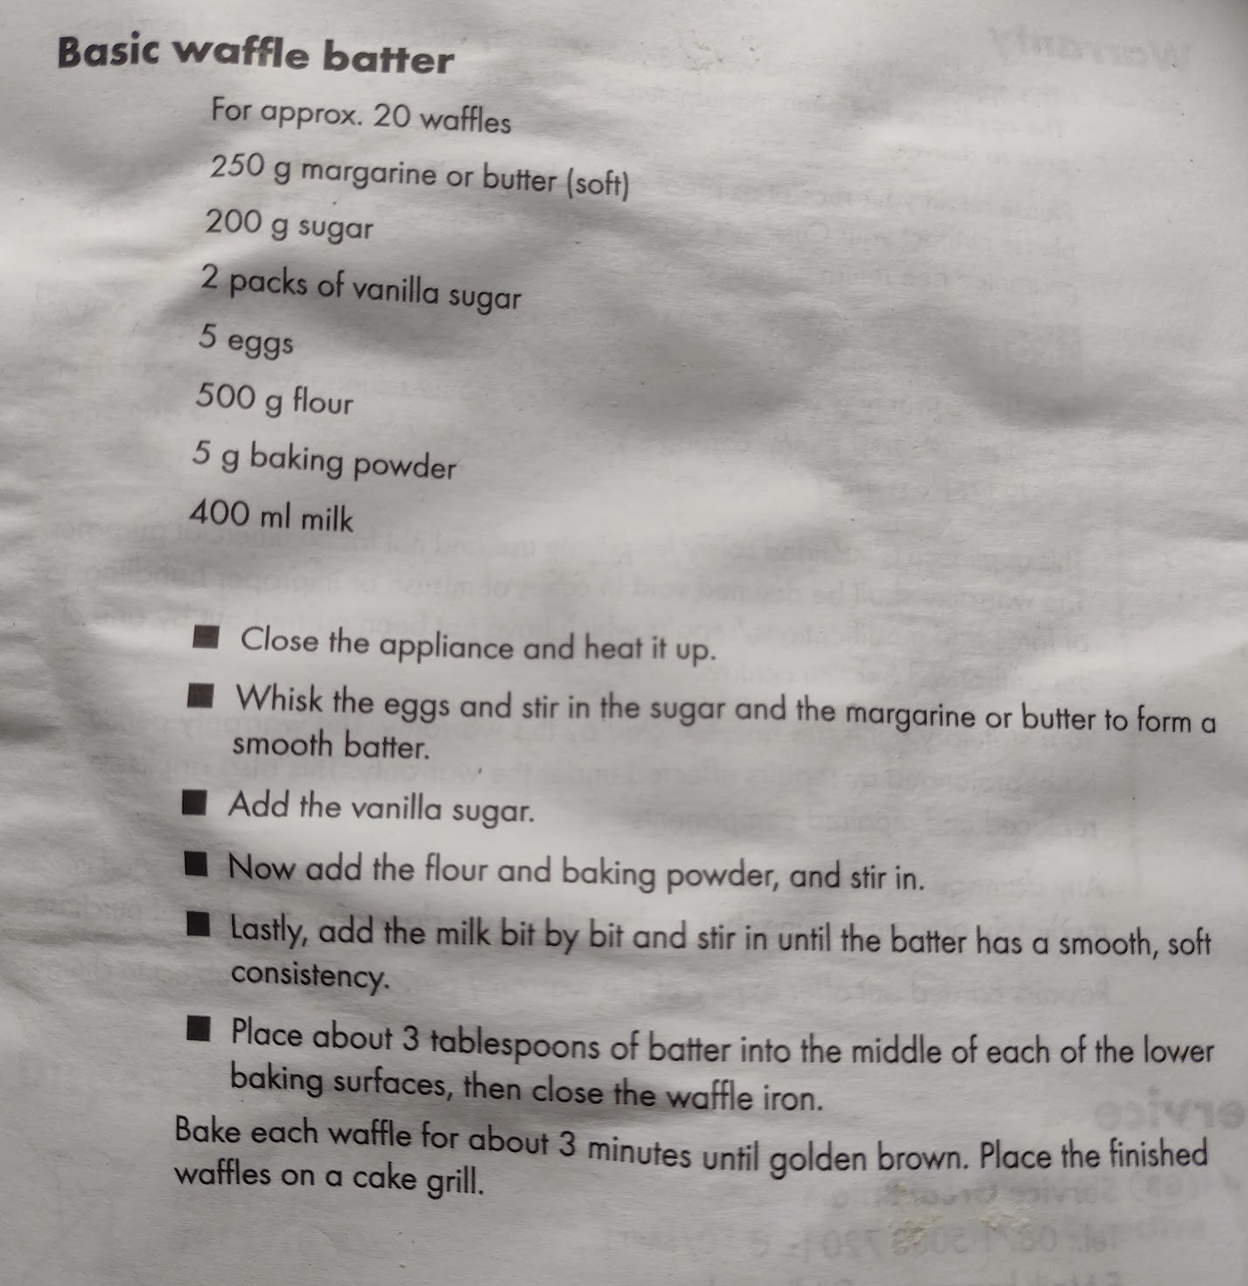 Basic waffle batter
For approx. 20 waffles
250 g margarine or butter (soft)
200 g sugar
2 packs of vanilla sugar
5 eggs
500 g flour
5 g baking powder
400 ml milk
■ Close the appliance and heat it up.
■ Whisk the eggs and stir in the sugar and the margarine or butter to form a
smooth batter.
■ Add the vanilla sugar.
■ Now add the flour and baking powder, and stir in.
■ Lastly, add the milk bit by bit and stir in until the batter has a smooth, soft
consistency.
■ Place about 3 tablespoons of batter into the middle of each of the lower
baking surfaces, then close the waffle iron.
Bake each waffle for about 3 minutes until golden brown. Place the finished
waffles on a cake grill.